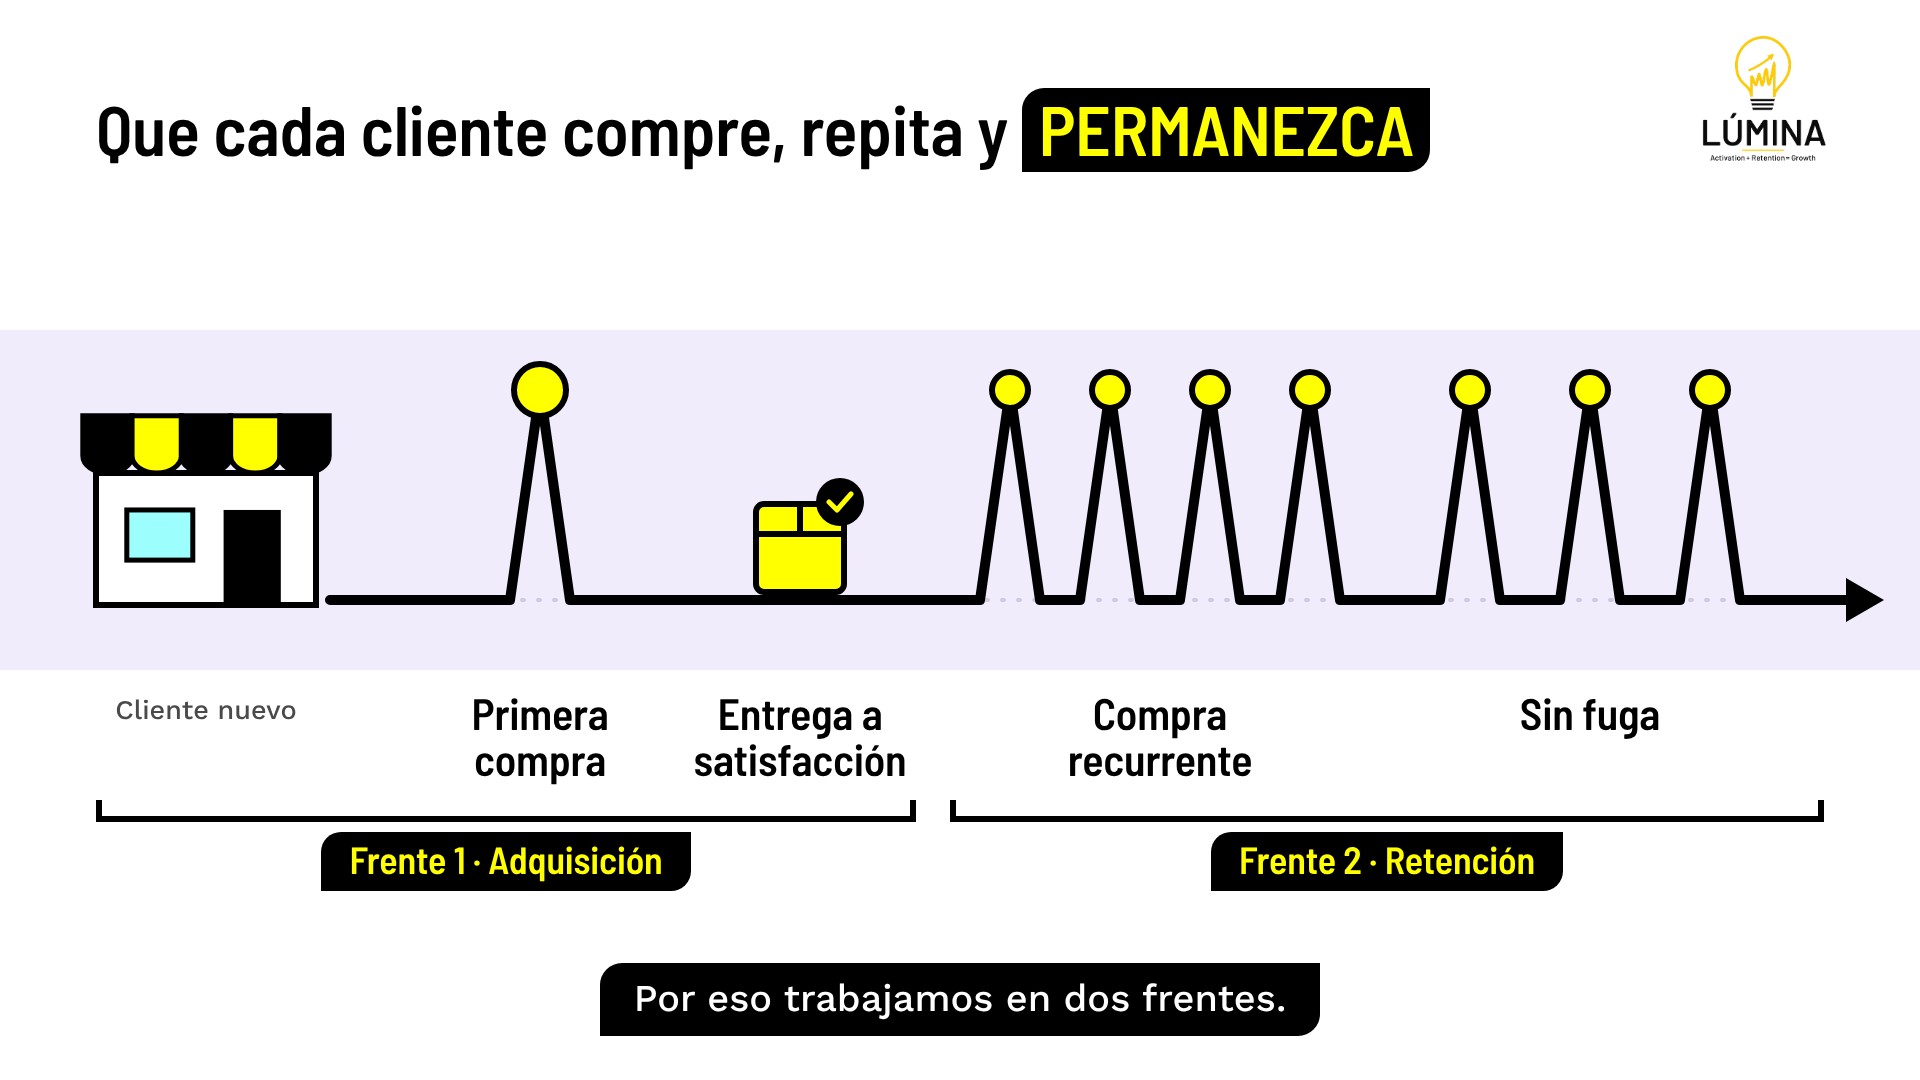 Que cada cliente compre, repita y PERMANEZCA
LÚMINA
Activation + Retention = Growth
Cliente nuevo
Primera
compra
Entrega a
satisfacción
Compra
recurrente
Sin fuga
Frente 1 · Adquisición
Frente 2 · Retención
Por eso trabajamos en dos frentes.